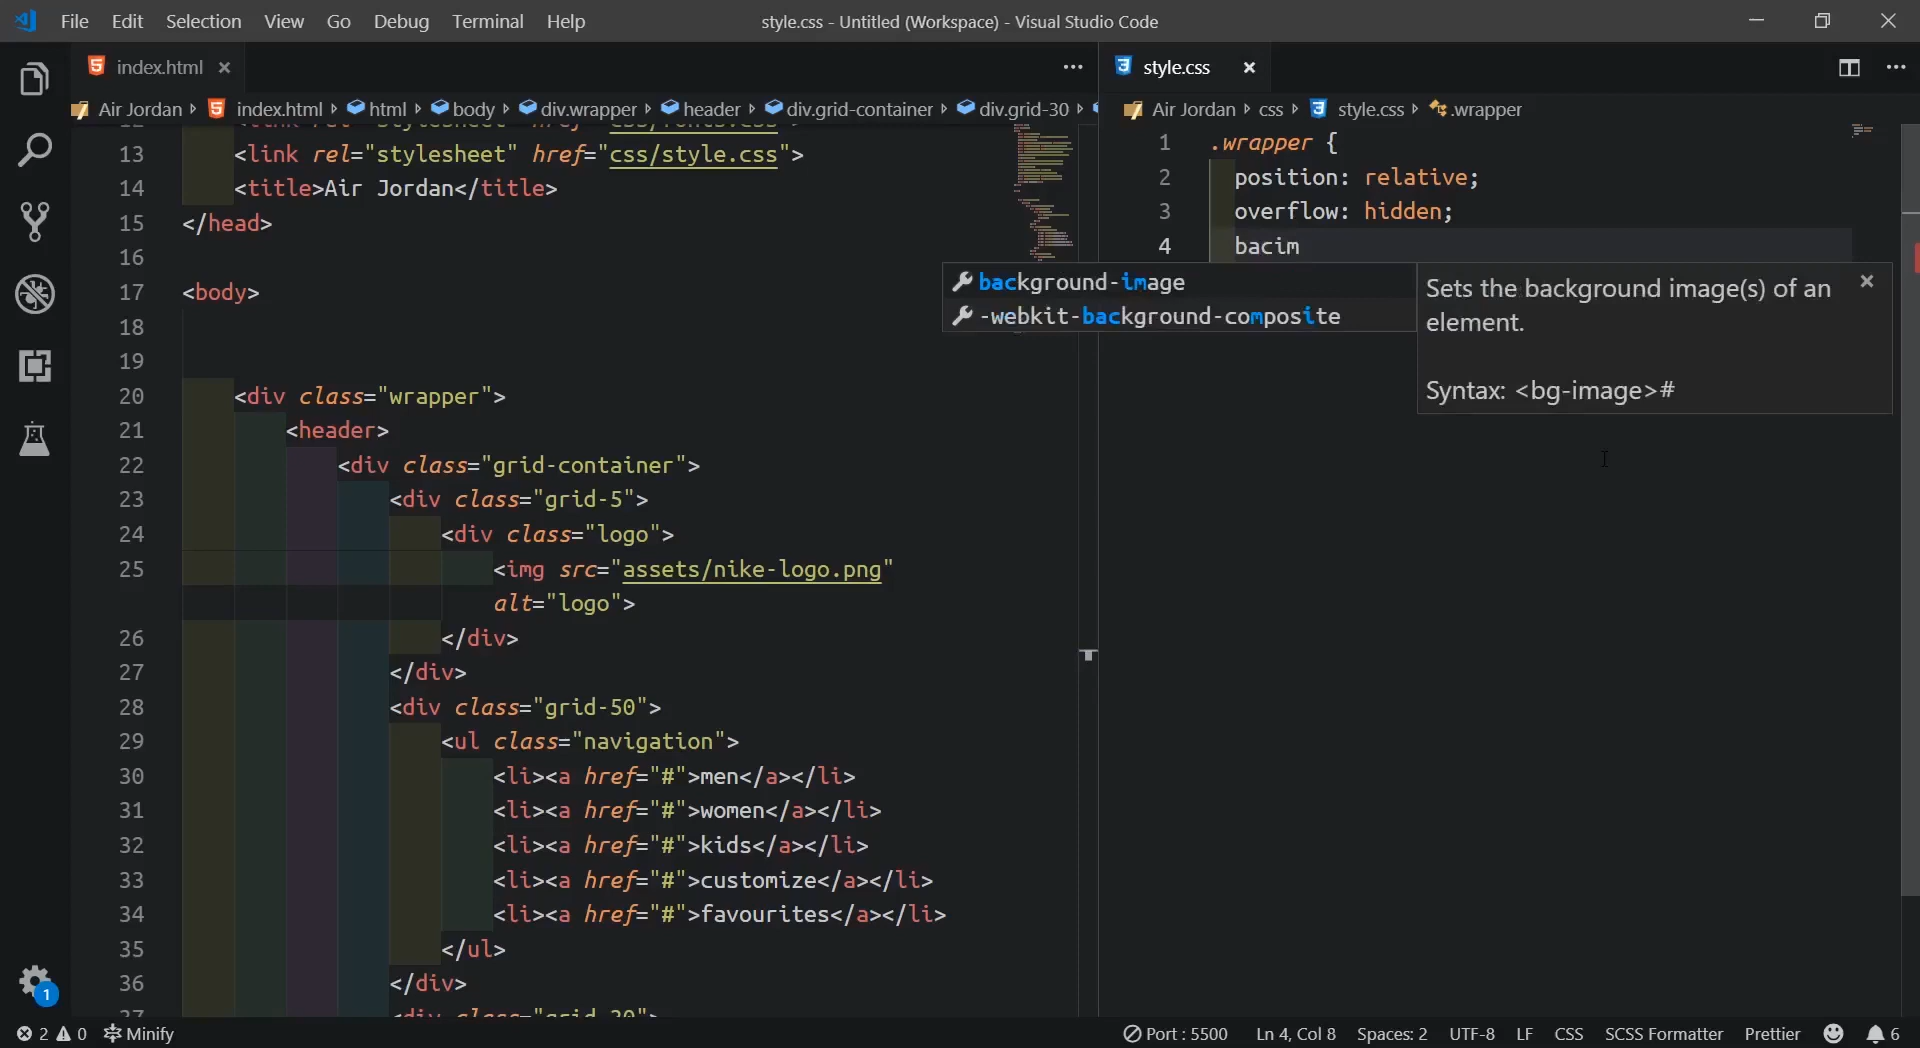 File Edit Selection View Go Debug Terminal Help
style.css - Untitled (Workspace) - Visual Studio Code
index.html
Air Jordan index.html html body div.wrapper header div.grid-container div.grid-30
13 <link rel="stylesheet" href="css/style.css">
14 <title>Air Jordan</title>
15 </head>
16
17 <body>
18
19
20 <div class="wrapper">
21 <header>
22 <div class="grid-container">
23 <div class="grid-5">
24 <div class="logo">
25 <img src="assets/nike-logo.png"
alt="logo">
26 </div>
27 </div>
28 <div class="grid-50">
29 <ul class="navigation">
30 <li><a href="#">men</a></li>
31 <li><a href="#">women</a></li>
32 <li><a href="#">kids</a></li>
33 <li><a href="#">customize</a></li>
34 <li><a href="#">favourites</a></li>
35 </ul>
36 </div>
style.css
Air Jordan css style.css .wrapper
1 .wrapper {
2 position: relative;
3 overflow: hidden;
4 bacim
background-image
-webkit-background-composite
Sets the background image(s) of an
element.
Syntax: <bg-image>#
1
2 0 Minify
Port : 5500 Ln 4, Col 8 Spaces: 2 UTF-8 LF CSS SCSS Formatter Prettier 6